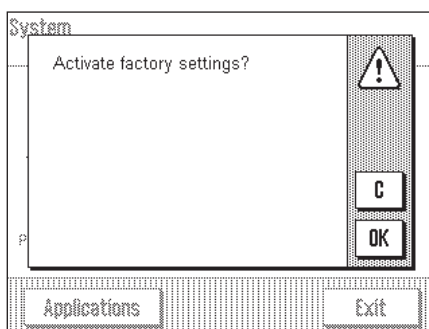 System
Activate factory settings?
C
OK
P
Applications
Exit